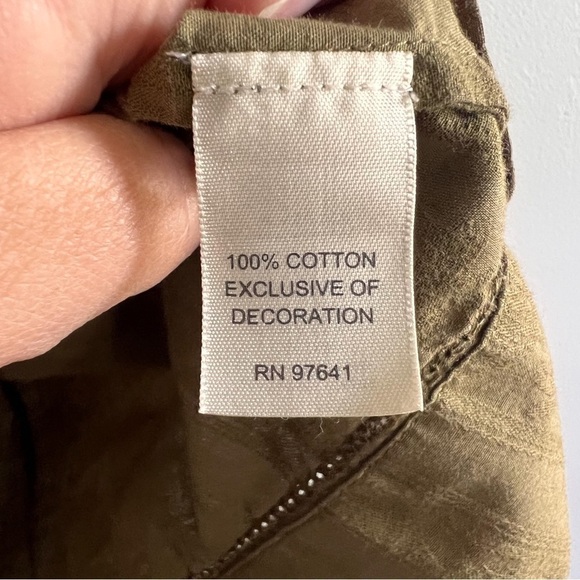 100% COTTON
EXCLUSIVE OF
DECORATION
RN 97641